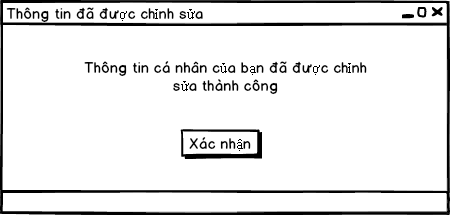 Thông tin đã được chỉnh sửa
Thông tin cá nhân của bạn đã được chỉnh
sửa thành công
Xác nhận